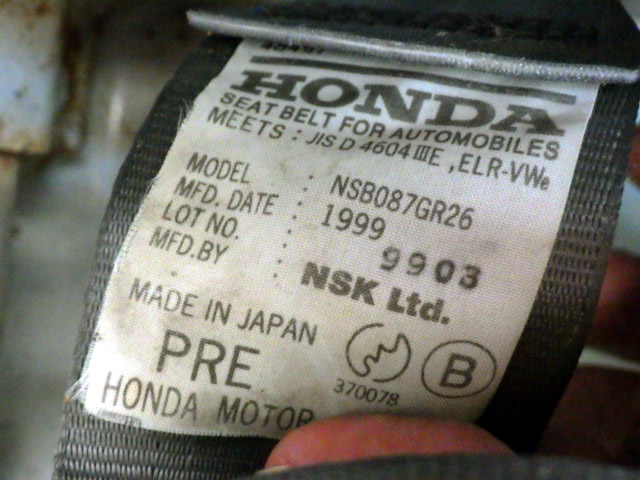 HONDA
SEAT BELT FOR AUTOMOBILES
MEETS : JIS D 4604 III E , ELR-VWe
MODEL : NSB087GR26
MFD. DATE : 1999
LOT NO. : 9903
MFD.BY : NSK Ltd.
MADE IN JAPAN
PRE B
370078
HONDA MOTOR